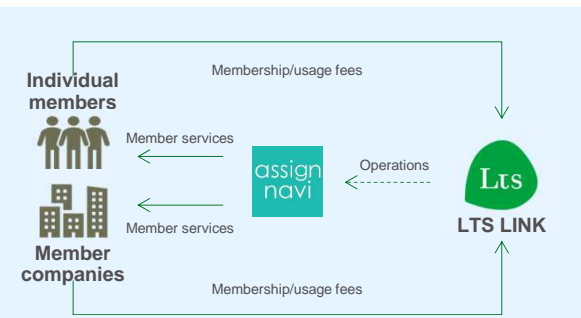 Membership/usage fees
Individual
members
Member services
assign
navi
Operations
Lts
LTS LINK
Member services
Member
companies
Membership/usage fees